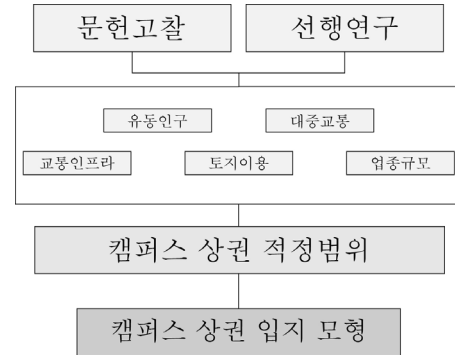 문헌고찰 선행연구
유동인구 대중교통
교통인프라 토지이용 업종규모
캠퍼스 상권 적정범위
캠퍼스 상권 입지 모형